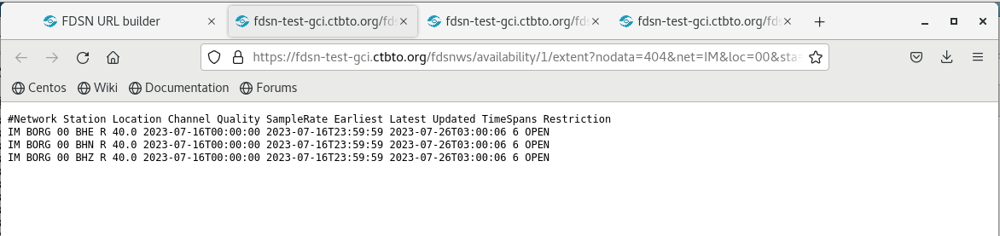 FDSN URL builder
fdsn-test-gci.ctbto.org/fds
fdsn-test-gci.ctbto.org/fds
fdsn-test-gci.ctbto.org/fds
https://fdsn-test-gci.ctbto.org/fdsnws/availability/1/extent?nodata=404&net=IM&loc=00&sta=
Centos Wiki Documentation Forums
#Network Station Location Channel Quality SampleRate Earliest Latest Updated TimeSpans Restriction
IM BORG 00 BHE R 40.0 2023-07-16T00:00:00 2023-07-16T23:59:59 2023-07-26T03:00:06 6 OPEN
IM BORG 00 BHN R 40.0 2023-07-16T00:00:00 2023-07-16T23:59:59 2023-07-26T03:00:06 6 OPEN
IM BORG 00 BHZ R 40.0 2023-07-16T00:00:00 2023-07-16T23:59:59 2023-07-26T03:00:06 6 OPEN